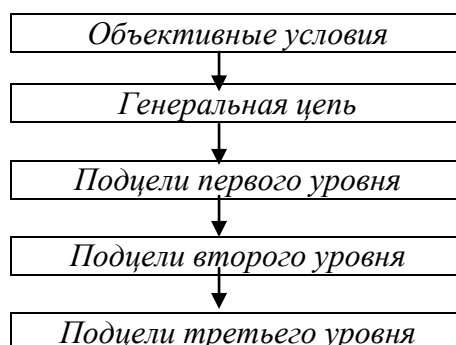 Объективные условия
Генеральная цепь
Подцели первого уровня
Подцели второго уровня
Подцели третьего уровня